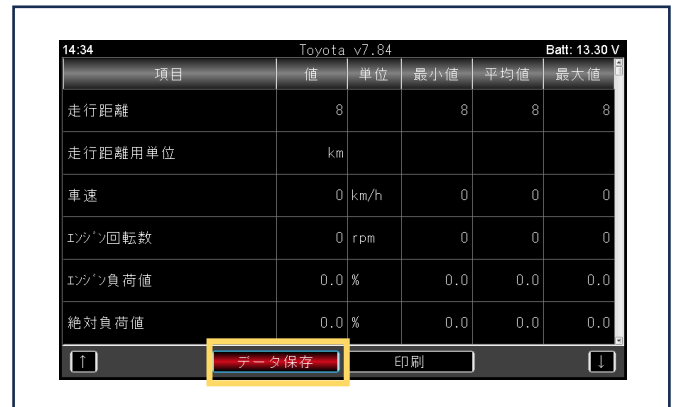 14:34 Toyota v7.84 Batt: 13.30 V
項目 値 単位 最小値 平均値 最大値
走行距離 8 8 8 8
走行距離用単位 km
車速 0 km/h 0 0 0
ｴﾝｼﾞﾝ回転数 0 rpm 0 0 0
ｴﾝｼﾞﾝ負荷値 0.0 % 0.0 0.0 0.0
絶対負荷値 0.0 % 0.0 0.0 0.0
↑ データ保存 印刷 ↓